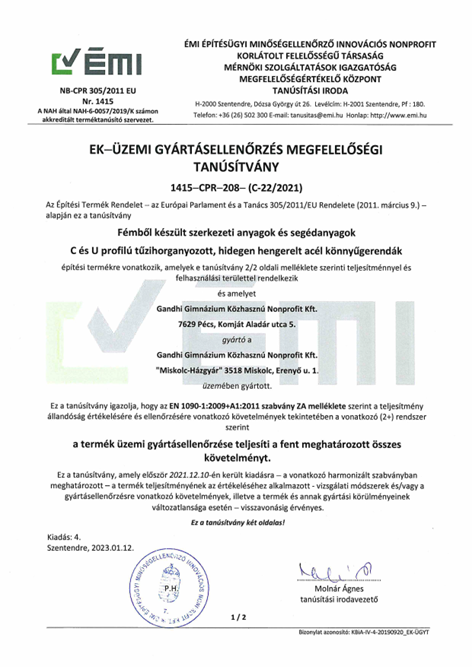 ÉMI ÉPÍTÉSÜGYI MINŐSÉGELLENŐRZŐ INNOVÁCIÓS NONPROFIT
KORLÁTOLT FELELŐSSÉGŰ TÁRSASÁG
MÉRNÖKI SZOLGÁLTATÁSOK IGAZGATÓSÁG
MEGFELELŐSÉGÉRTÉKELŐ KÖZPONT
TANÚSÍTÁSI IRODA
H-2000 Szentendre, Dózsa György út 26. Levélcím: H-2001 Szentendre, Pf : 180.
Telefon: +36 (26) 502 300 E-mail: tanusitas@emi.hu Honlap: http://www.emi.hu
ÉMI
NB-CPR 305/2011 EU
Nr. 1415
A NAH által NAH-6-0057/2019/K számon
akkreditált terméktanúsító szervezet.
EK–ÜZEMI GYÁRTÁSELLENŐRZÉS MEGFELELŐSÉGI
TANÚSÍTVÁNY
1415–CPR–208– (C-22/2021)
Az Építési Termék Rendelet – az Európai Parlament és a Tanács 305/2011/EU Rendelete (2011. március 9.) –
alapján ez a tanúsítvány
Fémből készült szerkezeti anyagok és segédanyagok
C és U profilú tűzihorganyozott, hidegen hengerelt acél könnyűgerendák
építési termékre vonatkozik, amelyek e tanúsítvány 2/2 oldali melléklete szerinti teljesítménnyel és
felhasználási területtel rendelkezik
és amelyet
Gandhi Gimnázium Közhasznú Nonprofit Kft.
7629 Pécs, Komját Aladár utca 5.
gyártó a
Gandhi Gimnázium Közhasznú Nonprofit Kft.
"Miskolc-Házgyár" 3518 Miskolc, Erenyő u. 1.
üzemében gyártott.
Ez a tanúsítvány igazolja, hogy az EN 1090-1:2009+A1:2011 szabvány ZA melléklete szerint a teljesítmény
állandóság értékelésére és ellenőrzésére vonatkozó követelmények tekintetében a vonatkozó (2+) rendszer
szerint
a termék üzemi gyártásellenőrzése teljesíti a fent meghatározott összes
követelményt.
Ez a tanúsítvány, amely először 2021.12.10-én került kiadásra – a vonatkozó harmonizált szabványban
meghatározott – a termék teljesítményének az értékeléséhez alkalmazott - vizsgálati módszerek és/vagy a
gyártásellenőrzésre vonatkozó követelmények, illetve a termék és annak gyártási körülményeinek
változatlansága esetén – visszavonásig érvényes.
Ez a tanúsítvány két oldalas!
Kiadás: 4.
Szentendre, 2023.01.12.
P.H.
Molnár Ágnes
tanúsítási irodavezető
1 / 2
Bizonylat azonosító: KBIA-IV-4-20190920_EK-ÜGYT